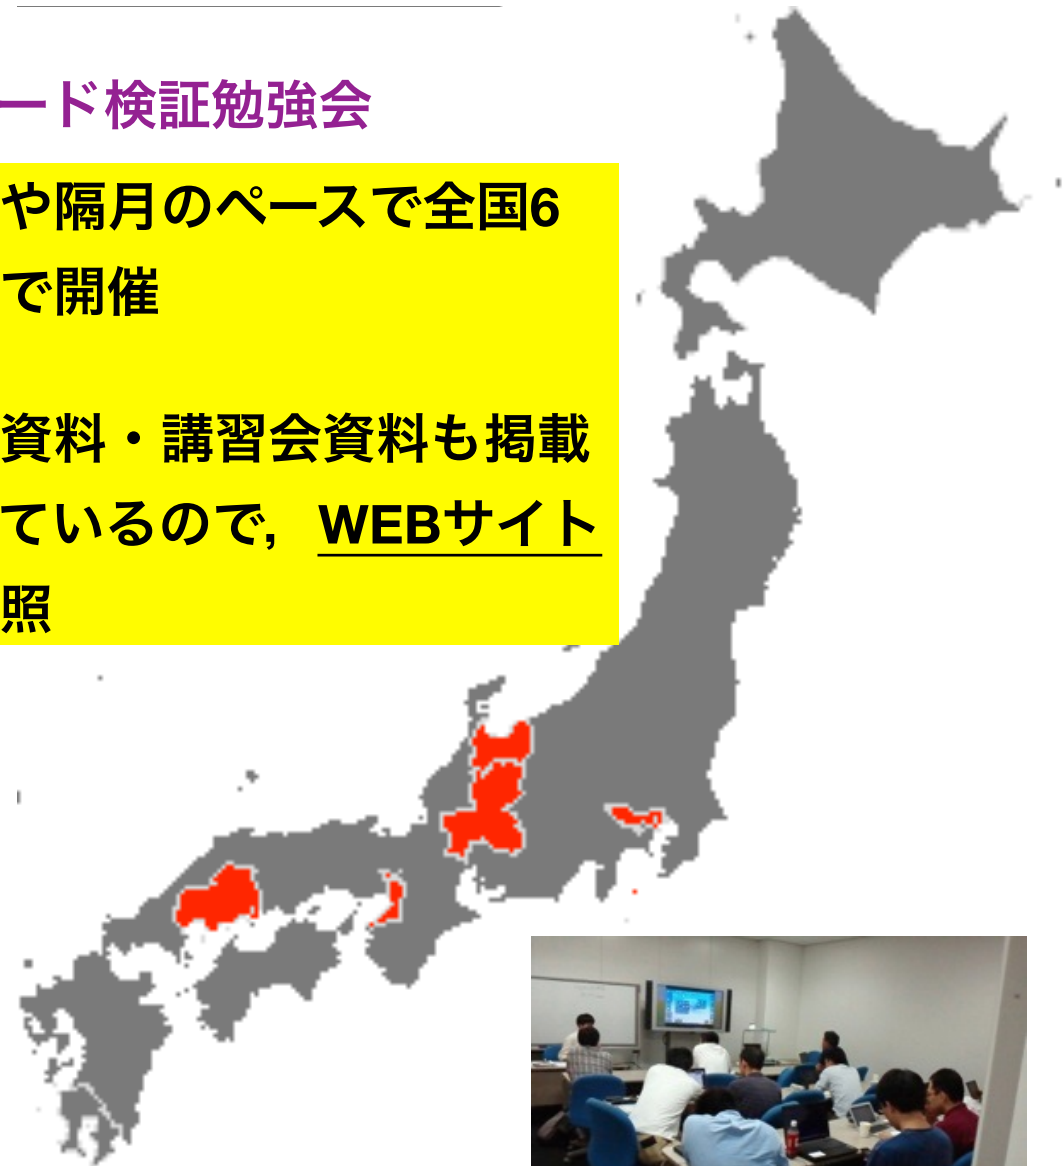 ード検証勉強会
や隔月のペースで全国6
で開催
資料・講習会資料も掲載
ているので，WEBサイト
照